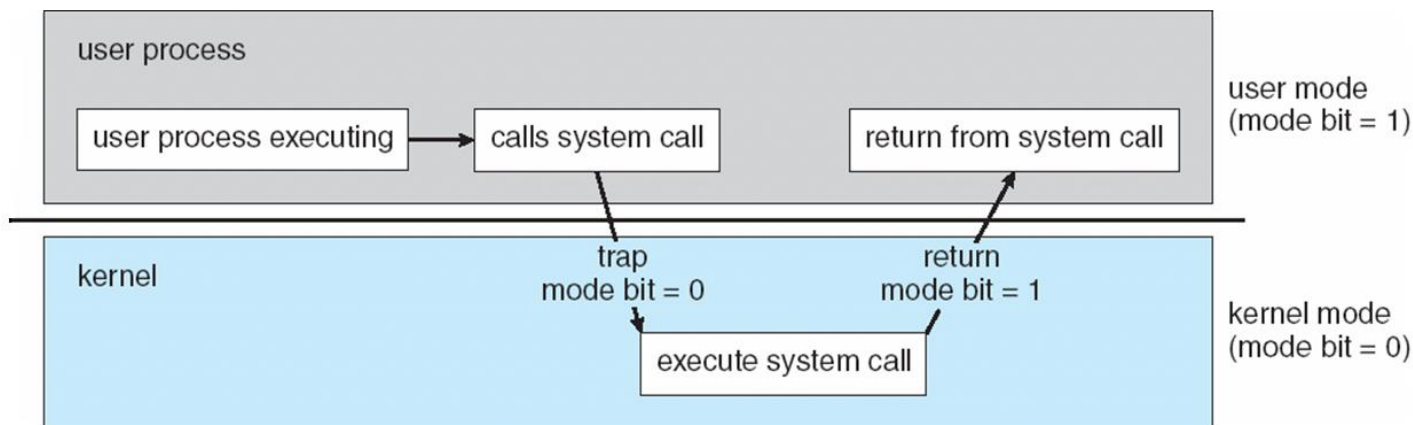 user process
user process executing
calls system call
return from system call
user mode
(mode bit = 1)
kernel
trap
mode bit = 0
return
mode bit = 1
kernel mode
(mode bit = 0)
execute system call